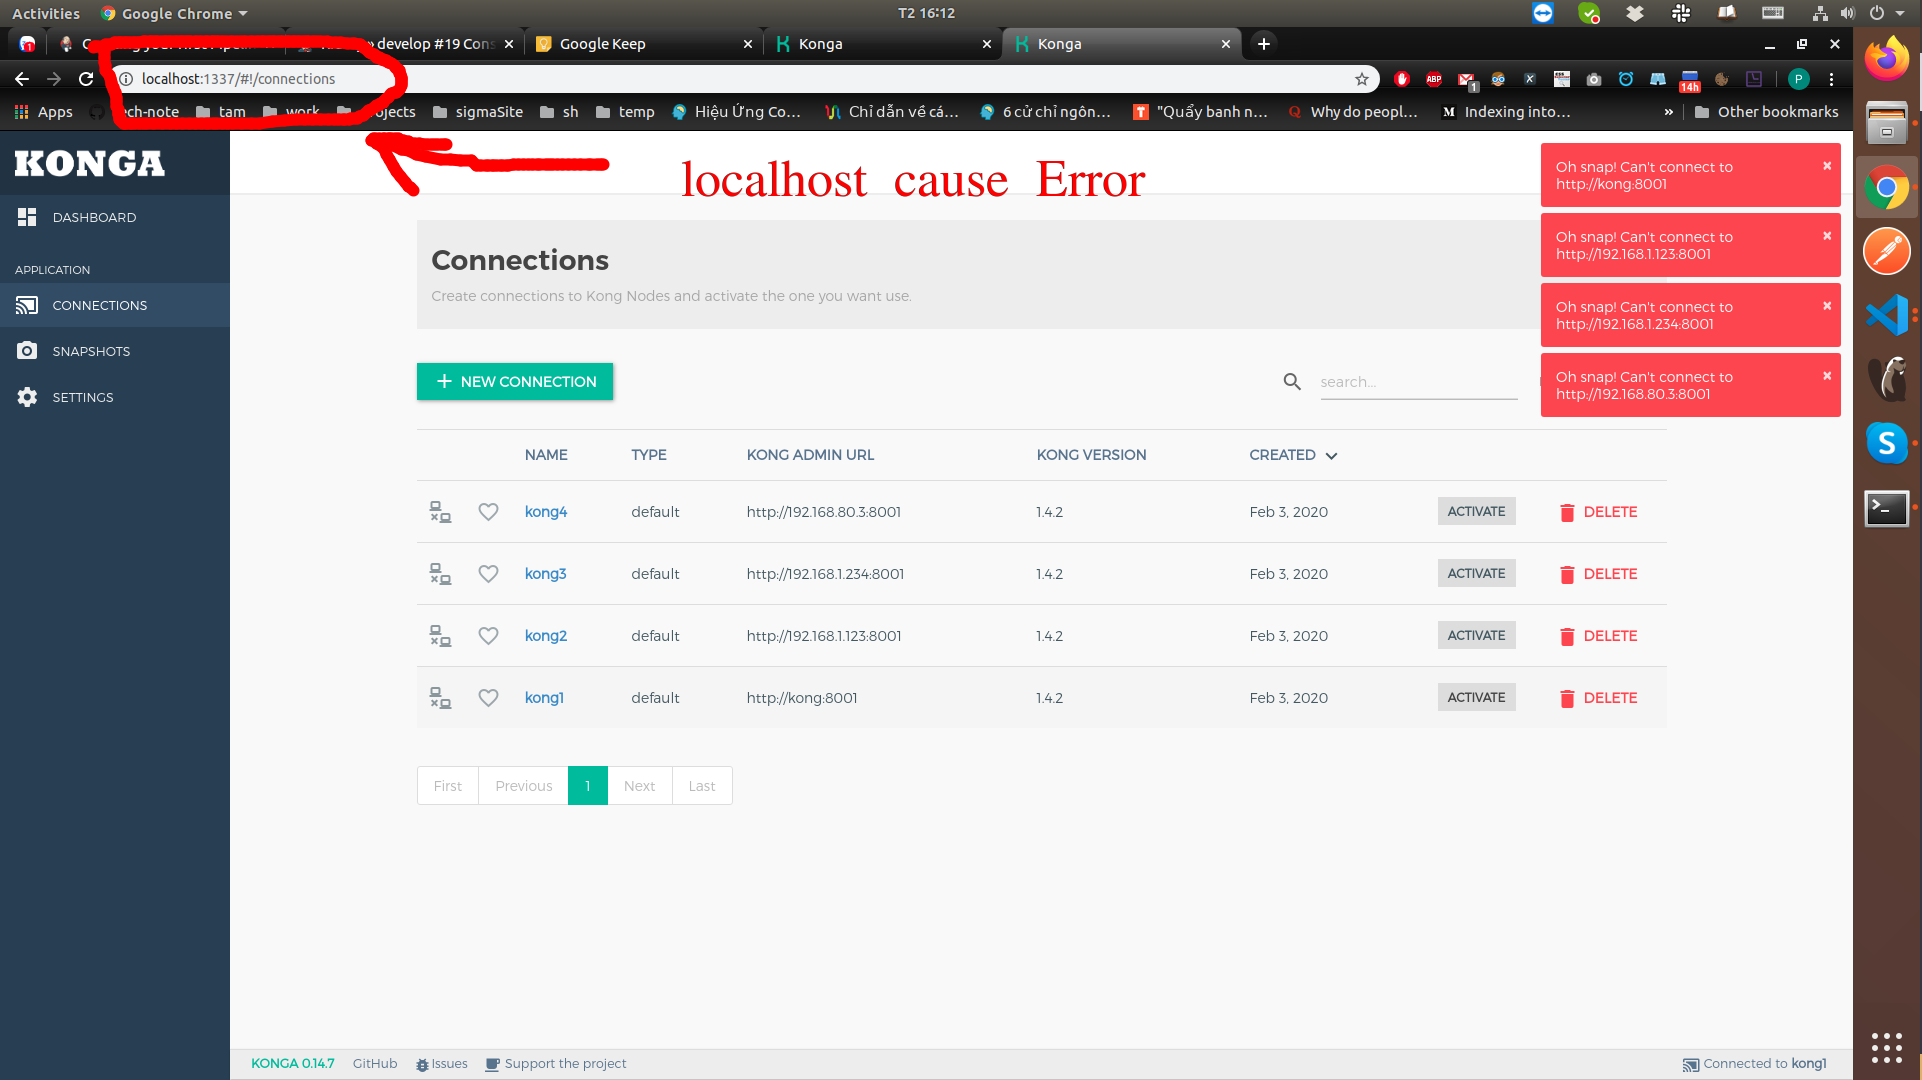 Activities Google Chrome T2 16:12
develop #19 Cons Google Keep Konga Konga
localhost:1337/#!/connections
1 ABP 14h P
Apps tech-note tam work projects sigmaSite sh temp Hiệu Ứng Co... Chỉ dẫn về cá... 6 cử chỉ ngôn... "Quẩy banh n... Why do peopl... Indexing into... » Other bookmarks
KONGA
localhost cause Error
DASHBOARD
APPLICATION
CONNECTIONS
SNAPSHOTS
SETTINGS
Oh snap! Can't connect to
http://kong:8001
Oh snap! Can't connect to
http://192.168.1.123:8001
Oh snap! Can't connect to
http://192.168.1.234:8001
Oh snap! Can't connect to
http://192.168.80.3:8001
Connections
Create connections to Kong Nodes and activate the one you want use.
+ NEW CONNECTION search...
NAME TYPE KONG ADMIN URL KONG VERSION CREATED
kong4 default http://192.168.80.3:8001 1.4.2 Feb 3, 2020 ACTIVATE DELETE
kong3 default http://192.168.1.234:8001 1.4.2 Feb 3, 2020 ACTIVATE DELETE
kong2 default http://192.168.1.123:8001 1.4.2 Feb 3, 2020 ACTIVATE DELETE
kong1 default http://kong:8001 1.4.2 Feb 3, 2020 ACTIVATE DELETE
First Previous 1 Next Last
KONGA 0.14.7 GitHub Issues Support the project Connected to kong1